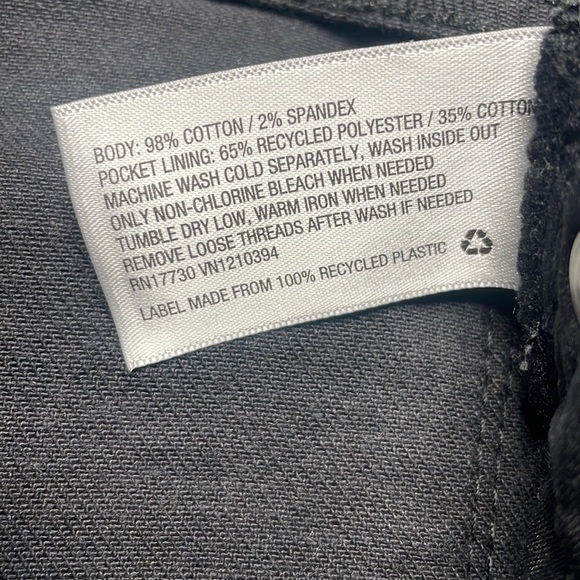 BODY: 98% COTTON / 2% SPANDEX
POCKET LINING: 65% RECYCLED POLYESTER / 35% COTTON
MACHINE WASH COLD SEPARATELY, WASH INSIDE OUT
ONLY NON-CHLORINE BLEACH WHEN NEEDED
TUMBLE DRY LOW, WARM IRON WHEN NEEDED
REMOVE LOOSE THREADS AFTER WASH IF NEEDED
RN17730 VN1210394
LABEL MADE FROM 100% RECYCLED PLASTIC